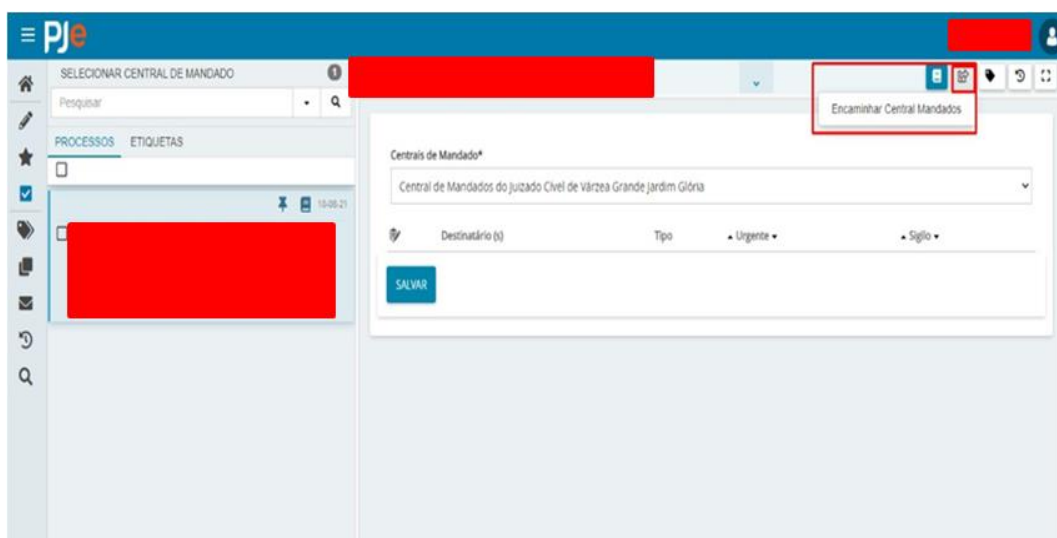 PJe
SELECIONAR CENTRAL DE MANDADO
1
Pesquisar
Encaminhar Central Mandados
PROCESSOS ETIQUETAS
Centrais de Mandado*
Central de Mandados do Juizado Cível de Várzea Grande Jardim Glória
Destinatário (s) Tipo Urgente Sigilo
SALVAR